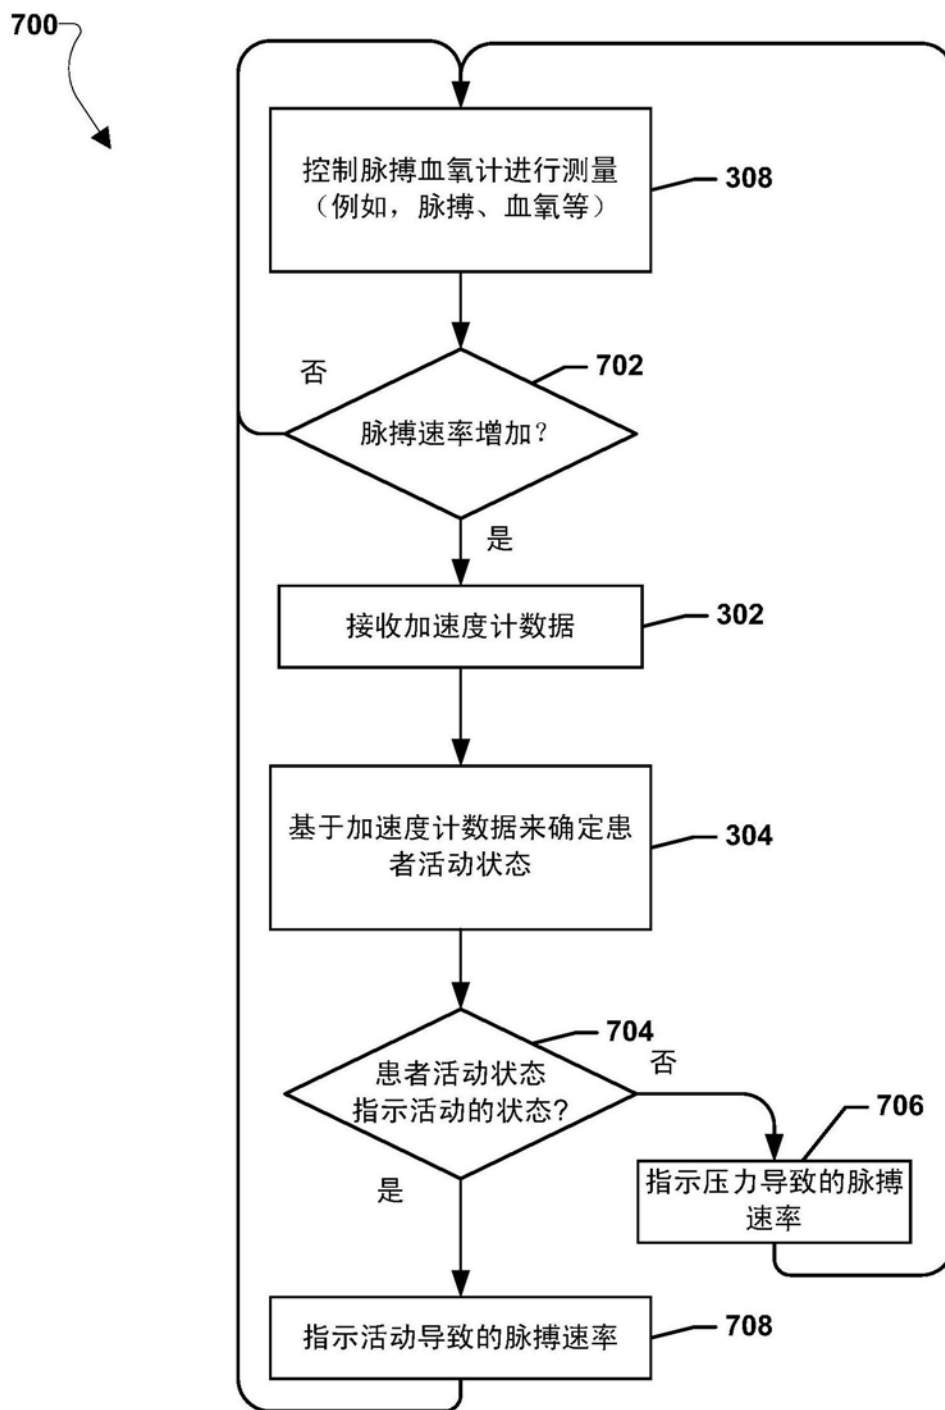 700
控制脉搏血氧计进行测量
（例如，脉搏、血氧等）
308
否
702
脉搏速率增加？
是
接收加速度计数据
302
基于加速度计数据来确定患
者活动状态
304
704
患者活动状态
指示活动的状态?
否
706
指示压力导致的脉搏
速率
是
指示活动导致的脉搏速率
708